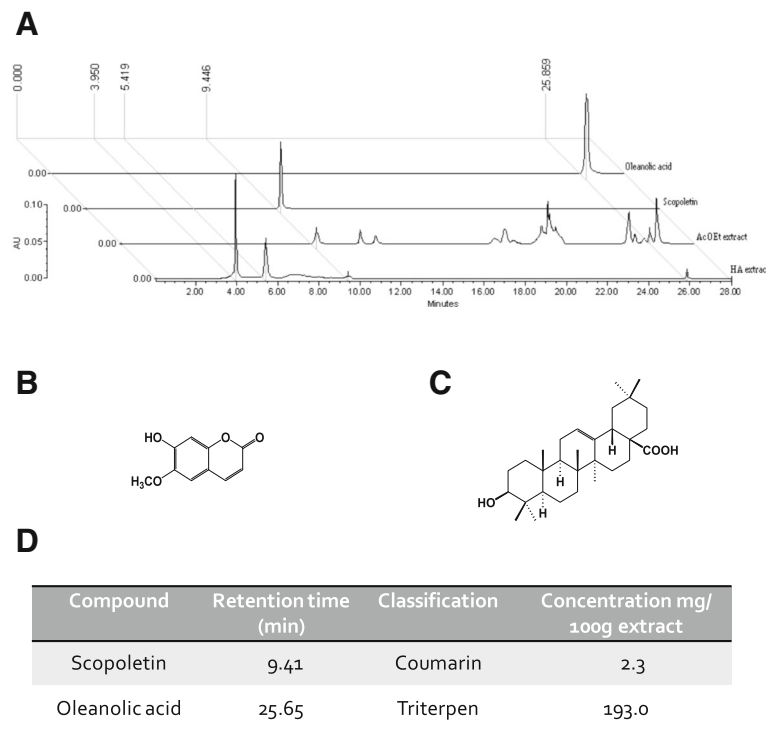 A
0.000
3.950
5.419
9.446
25.859
0.00
Oleanolic acid
0.00
Scopoletin
0.10
0.05
0.00
AU
0.00
AcOEt extract
0.00
HA extrac
2.00 4.00 6.00 8.00 10.00 12.00 14.00 16.00 18.00 20.00 22.00 24.00 26.00 28.00
Minutes
B
HO
O
O
H₃CO
C
H
COOH
H
HO
H
D
Compound Retention time (min) Classification Concentration mg/ 100g extract
Scopoletin 9.41 Coumarin 2.3
Oleanolic acid 25.65 Triterpen 193.0